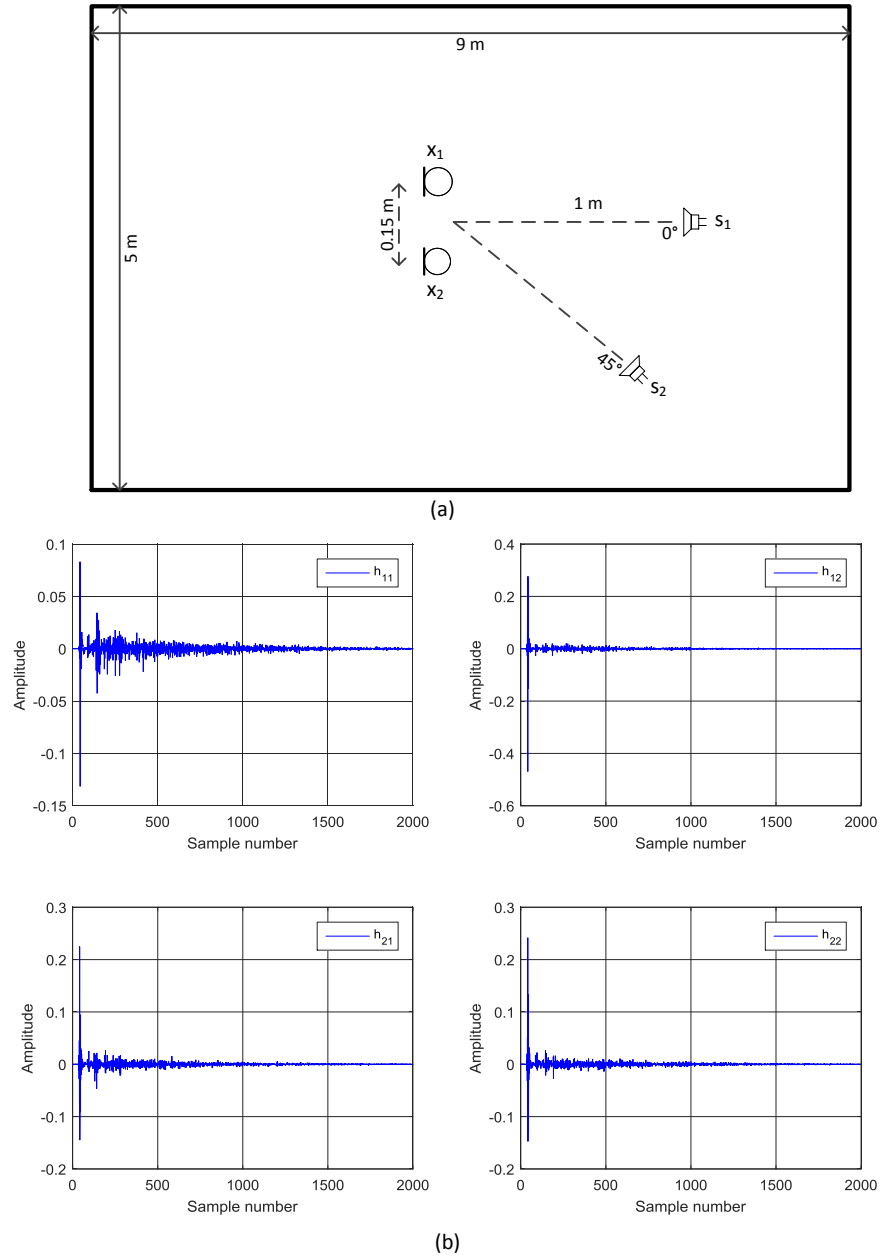 9 m
5 m
x1
0.15 m
x2
1 m
0°
s1
45°
s2
(a)
0.1
0.05
0
-0.05
-0.1
-0.15
0 500 1000 1500 2000
Amplitude
Sample number
h11
0.4
0.2
0
-0.2
-0.4
-0.6
0 500 1000 1500 2000
Amplitude
Sample number
h12
0.3
0.2
0.1
0
-0.1
-0.2
0 500 1000 1500 2000
Amplitude
Sample number
h21
0.3
0.2
0.1
0
-0.1
-0.2
0 500 1000 1500 2000
Amplitude
Sample number
h22
(b)